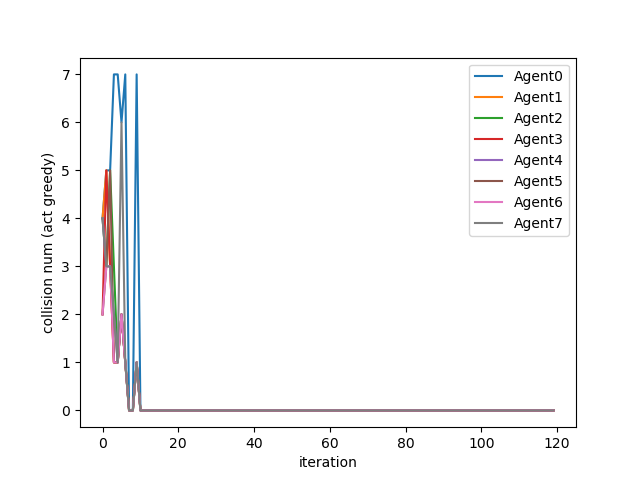 7
6
5
4
3
2
1
0
collision num (act greedy)
0 20 40 60 80 100 120
iteration
Agent0
Agent1
Agent2
Agent3
Agent4
Agent5
Agent6
Agent7